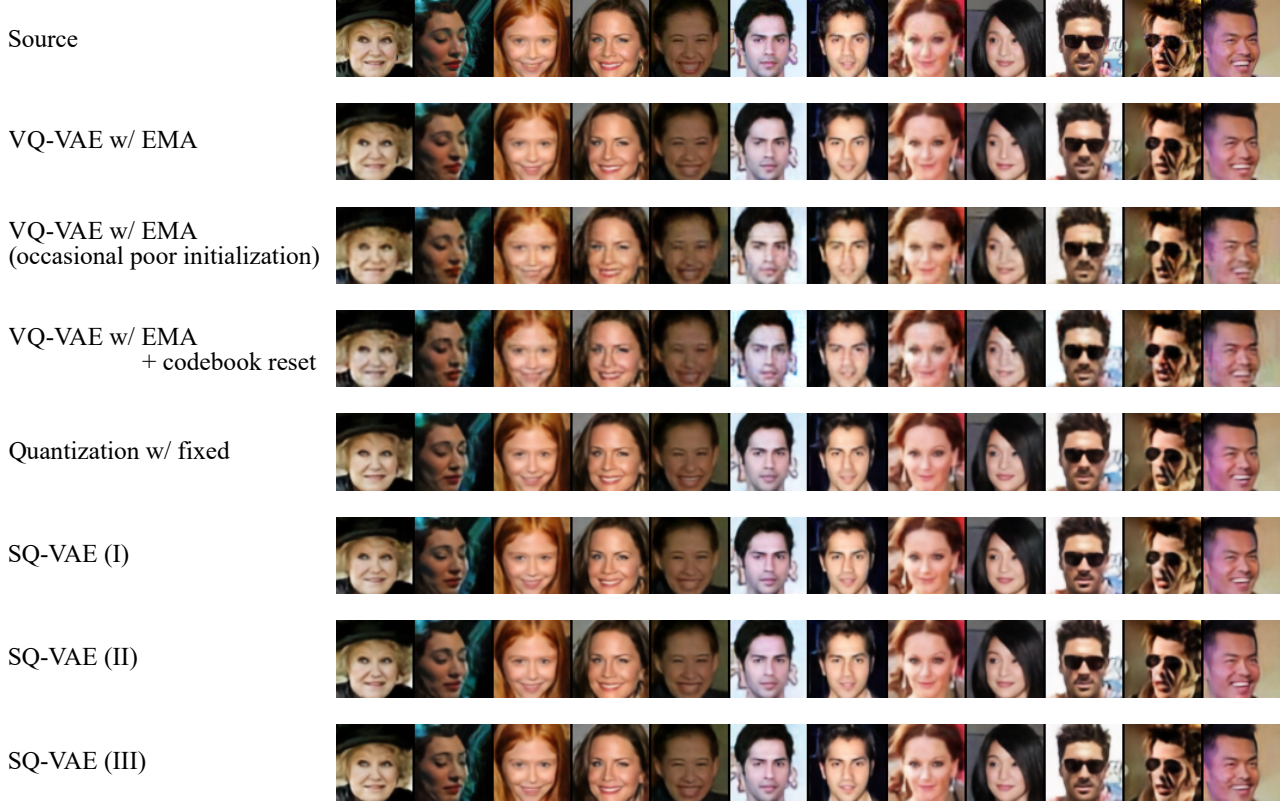 Source
VQ-VAE w/ EMA
VQ-VAE w/ EMA
(occasional poor initialization)
VQ-VAE w/ EMA
+ codebook reset
Quantization w/ fixed
SQ-VAE (I)
SQ-VAE (II)
SQ-VAE (III)